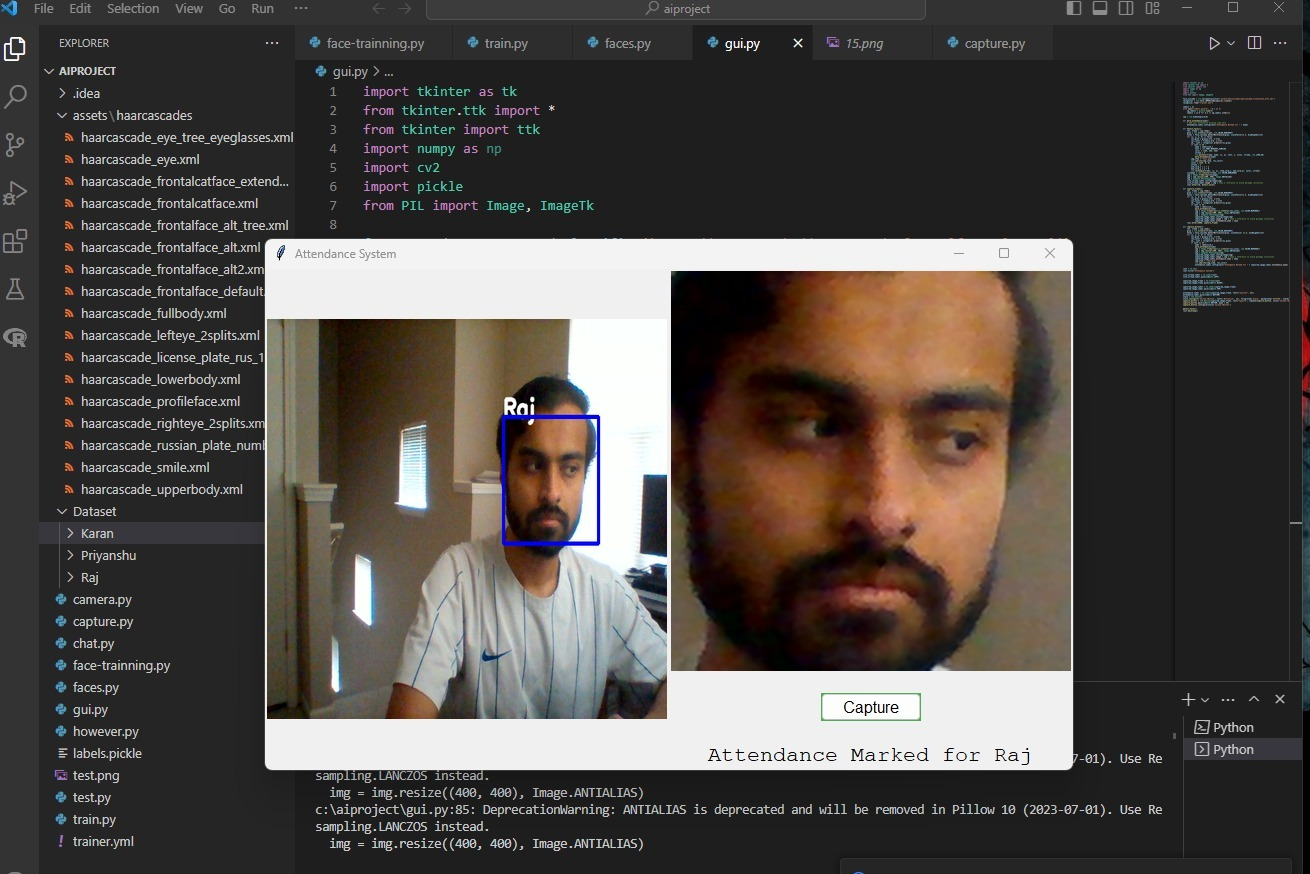 File Edit Selection View Go Run ··· aiproject
EXPLORER ···
face-trainning.py train.py faces.py gui.py 15.png capture.py
gui.py > ...
AIPROJECT
.idea
assets \ haarcascades
haarcascade_eye_tree_eyeglasses.xml
haarcascade_eye.xml
haarcascade_frontalcatface_extend...
haarcascade_frontalcatface.xml
haarcascade_frontalface_alt_tree.xml
haarcascade_frontalface_alt.xml
haarcascade_frontalface_alt2.xm
haarcascade_frontalface_default.
haarcascade_fullbody.xml
haarcascade_lefteye_2splits.xml
haarcascade_license_plate_rus_1
haarcascade_lowerbody.xml
haarcascade_profileface.xml
haarcascade_righteye_2splits.xm
haarcascade_russian_plate_numl
haarcascade_smile.xml
haarcascade_upperbody.xml
Dataset
Karan
Priyanshu
Raj
camera.py
capture.py
chat.py
face-trainning.py
faces.py
gui.py
however.py
labels.pickle
test.png
test.py
train.py
trainer.yml
1 import tkinter as tk
2 from tkinter.ttk import *
3 from tkinter import ttk
4 import numpy as np
5 import cv2
6 import pickle
7 from PIL import Image, ImageTk
8
Attendance System
Raj
Capture
Attendance Marked for Raj
7-01). Use Re
sampling.LANCZOS instead.
img = img.resize((400, 400), Image.ANTIALIAS)
c:\aiproject\gui.py:85: DeprecationWarning: ANTIALIAS is deprecated and will be removed in Pillow 10 (2023-07-01). Use Re
sampling.LANCZOS instead.
img = img.resize((400, 400), Image.ANTIALIAS)
Python
Python